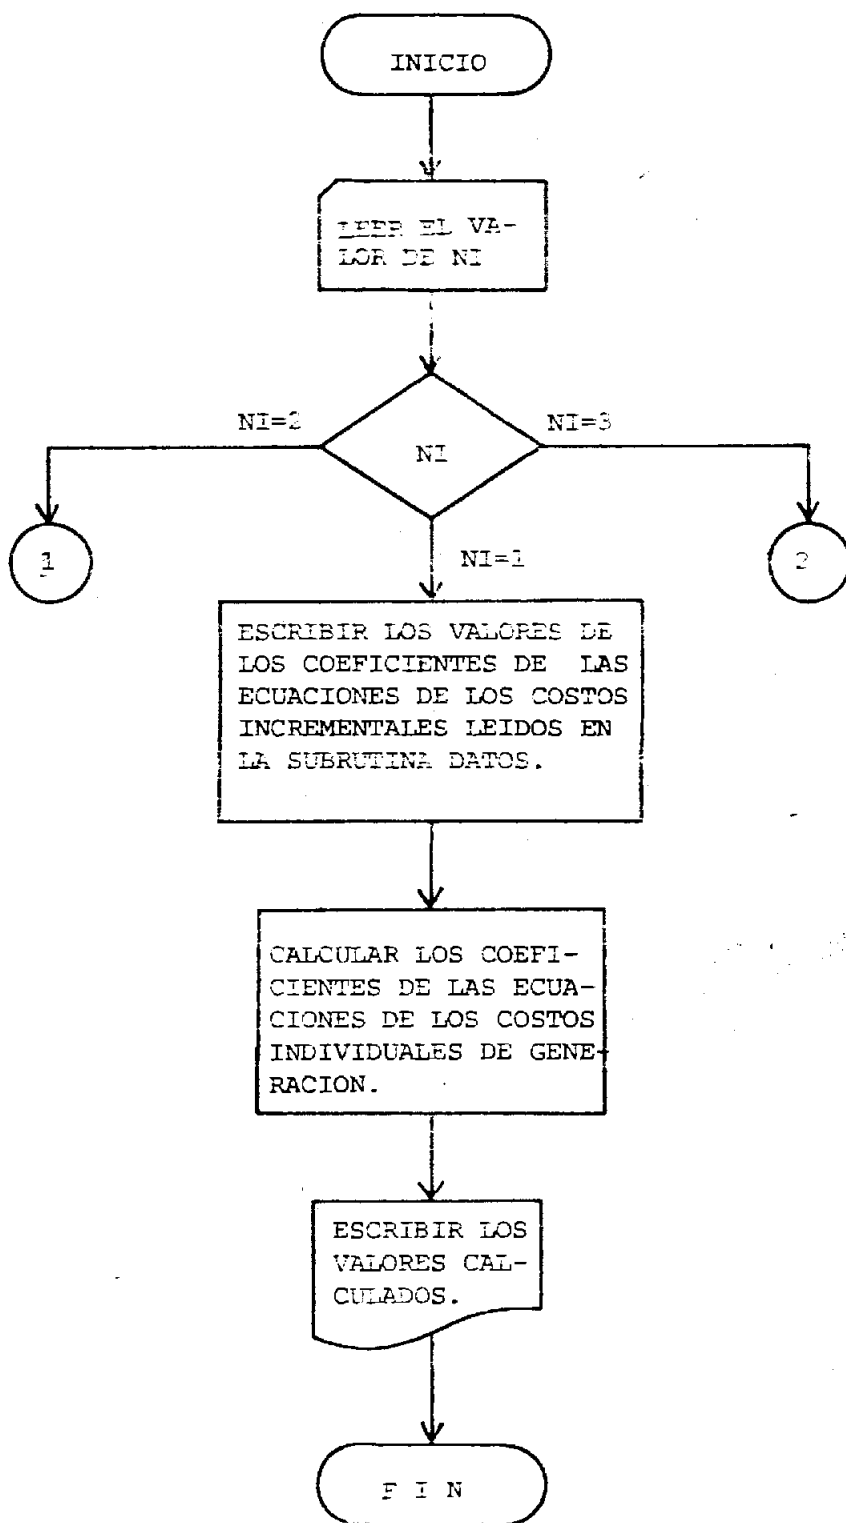 INICIO
LEER EL VA-
LOR DE NI
NI=2
NI=3
NI
1
2
NI=1
ESCRIBIR LOS VALORES DE
LOS COEFICIENTES DE LAS
ECUACIONES DE LOS COSTOS
INCREMENTALES LEIDOS EN
LA SUBRUTINA DATOS.
CALCULAR LOS COEFI-
CIENTES DE LAS ECUA-
CIONES DE LOS COSTOS
INDIVIDUALES DE GENE-
RACION.
ESCRIBIR LOS
VALORES CAL-
CULADOS.
F I N